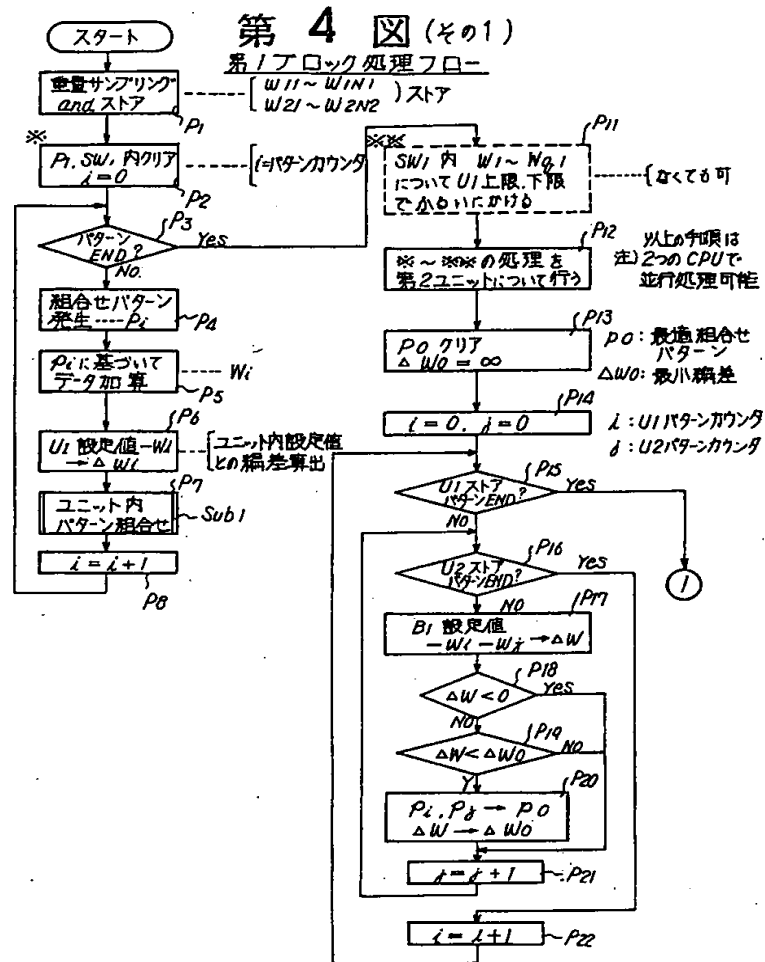 第4図(その1)
第1ブロック処理フロー
スタート
重量サンプリング
and ストア
P1
W11〜W1N1
W21〜W2N2
)ストア
※
P1, SW1 内クリア
i=0
P2
i=パターンカウンタ
P3
パターン
END?
Yes
NO
組合せパターン
発生----Pi
P4
Piに基づいて
データ加算
P5
Wi
P6
U1 設定値-Wi
→△Wi
ユニット内設定値
との偏差算出
P7
ユニット内
パターン組合せ
Sub1
i=i+1
P8
※※
P11
SW1 内 W1〜Wg,1
についてU1上限、下限
でふるいにかける
なくても可
P12
※〜※※の処理を
第2ユニットについて行う
以上の手順は
注)2つのCPUで
並行処理可能
P13
PO クリア
△WO=∞
PO:最適組合せ
パターン
△WO:最小偏差
P14
i=0, j=0
i:U1パターンカウンタ
j:U2パターンカウンタ
P15
U1ストア
パターンEND?
Yes
NO
1
P16
U2ストア
パターンEND?
Yes
NO
P17
B1 設定値
-Wi-Wj→△W
P18
△W<0
Yes
NO
P19
△W<△WO
NO
Y
P20
Pi, Pj→PO
△W→△WO
j=j+1
P21
i=i+1
P22